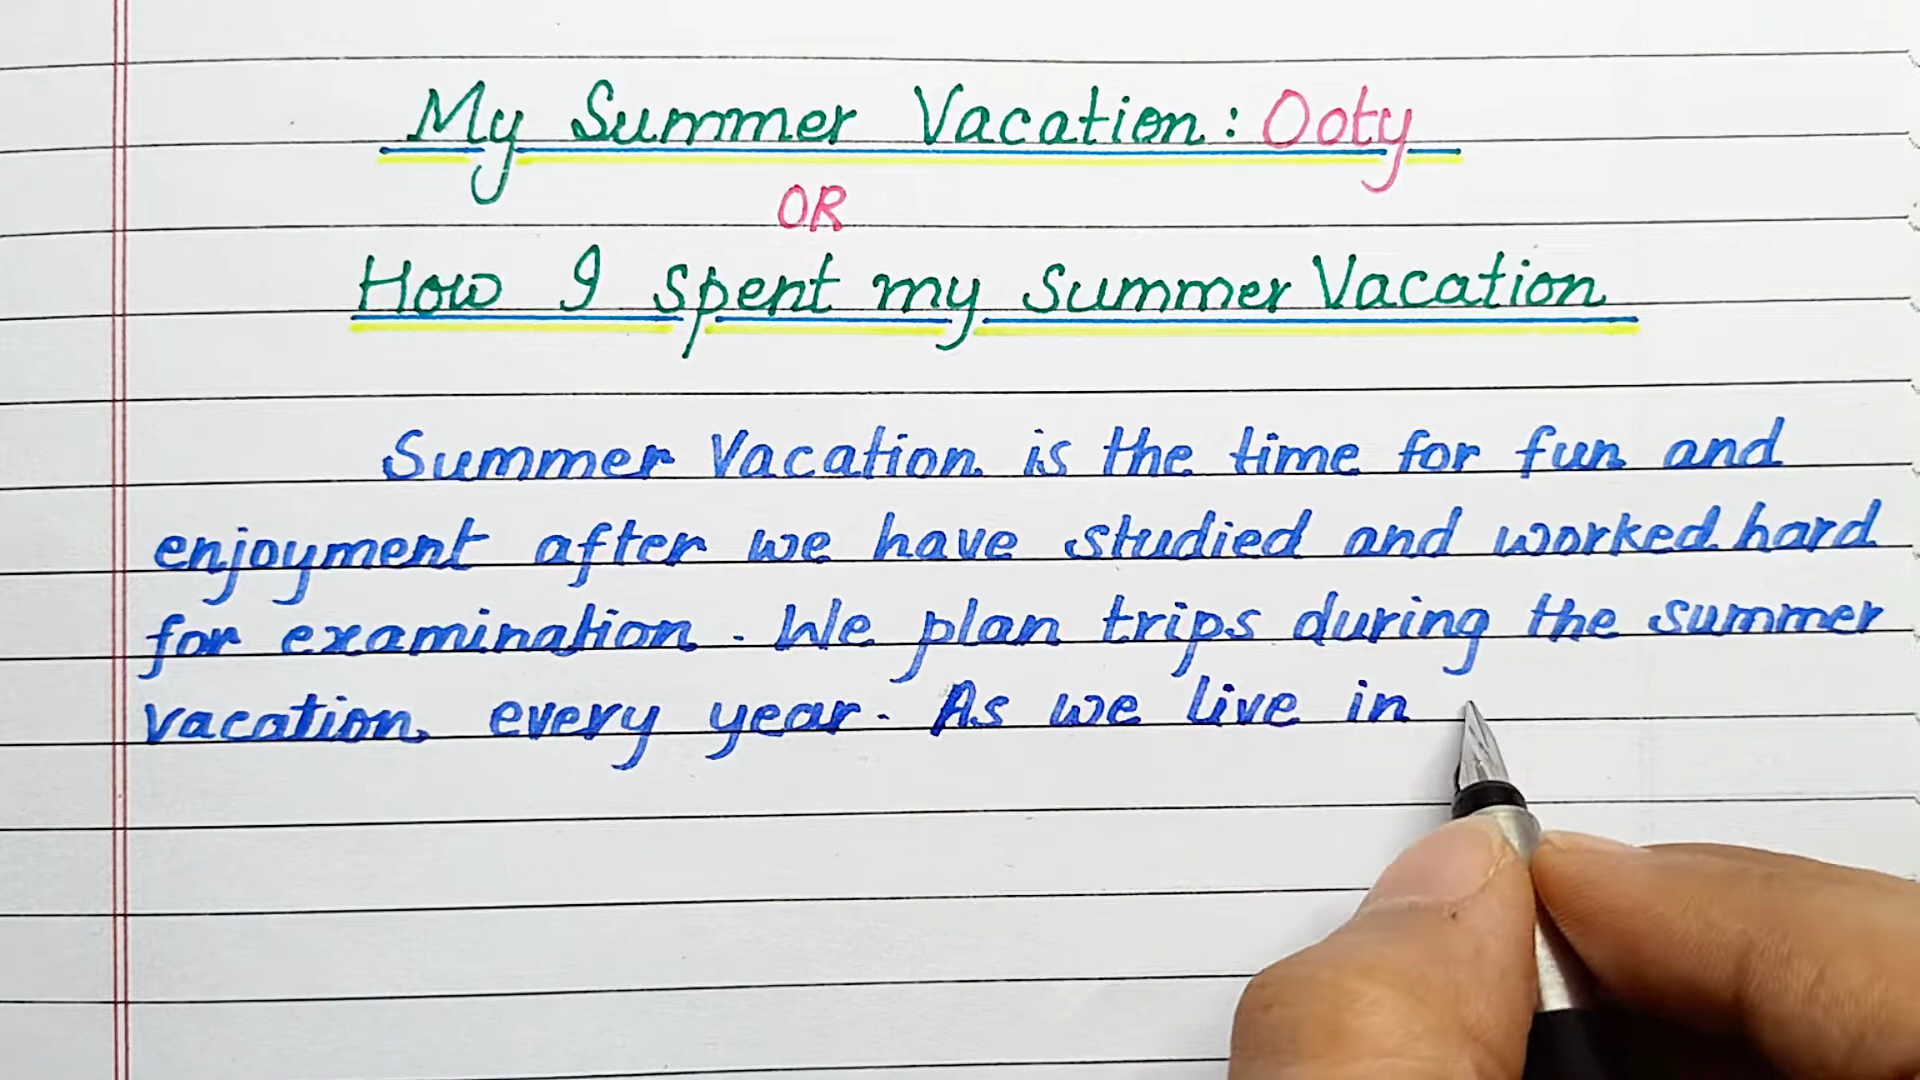 My Summer Vacation: Ooty
OR
How I spent my Summer Vacation
Summer Vacation is the time for fun and
enjoyment after we have studied and worked hard
for examination. We plan trips during the summer
vacation every year. As we live in